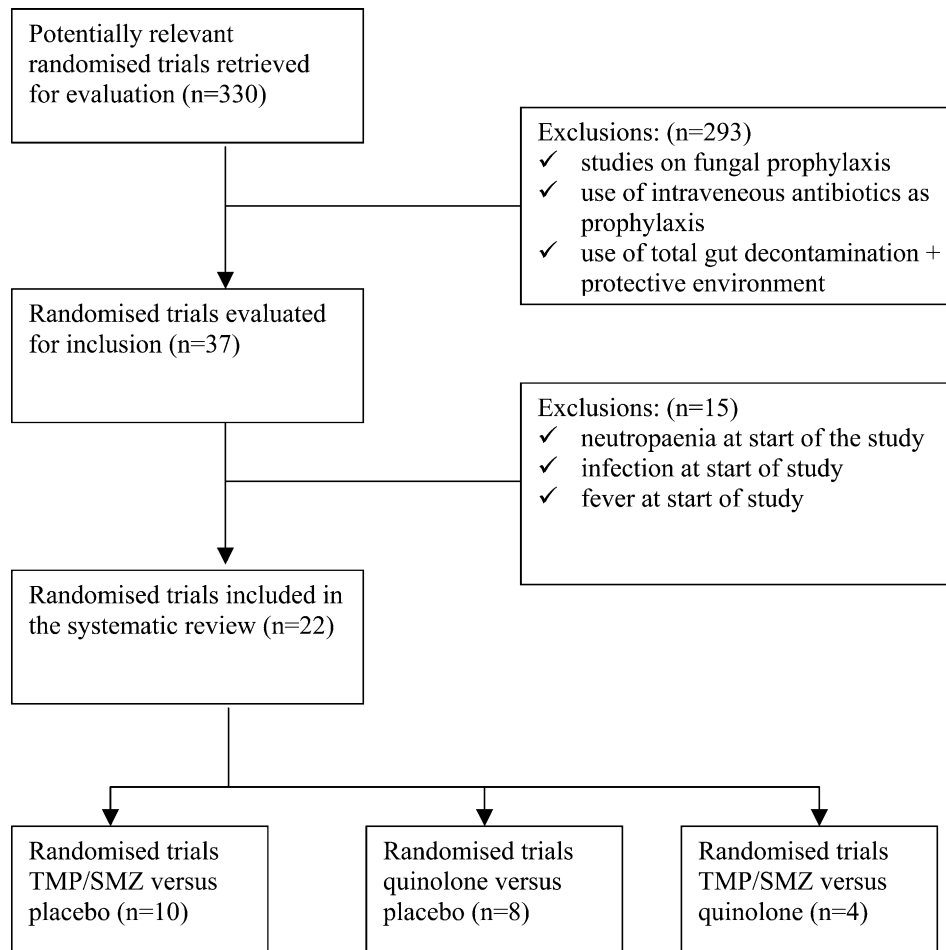 Potentially relevant
randomised trials retrieved
for evaluation (n=330)
Exclusions: (n=293)
✓ studies on fungal prophylaxis
✓ use of intraveneous antibiotics as
prophylaxis
✓ use of total gut decontamination +
protective environment
Randomised trials evaluated
for inclusion (n=37)
Exclusions: (n=15)
✓ neutropaenia at start of the study
✓ infection at start of study
✓ fever at start of study
Randomised trials included in
the systematic review (n=22)
Randomised trials
TMP/SMZ versus
placebo (n=10)
Randomised trials
quinolone versus
placebo (n=8)
Randomised trials
TMP/SMZ versus
quinolone (n=4)